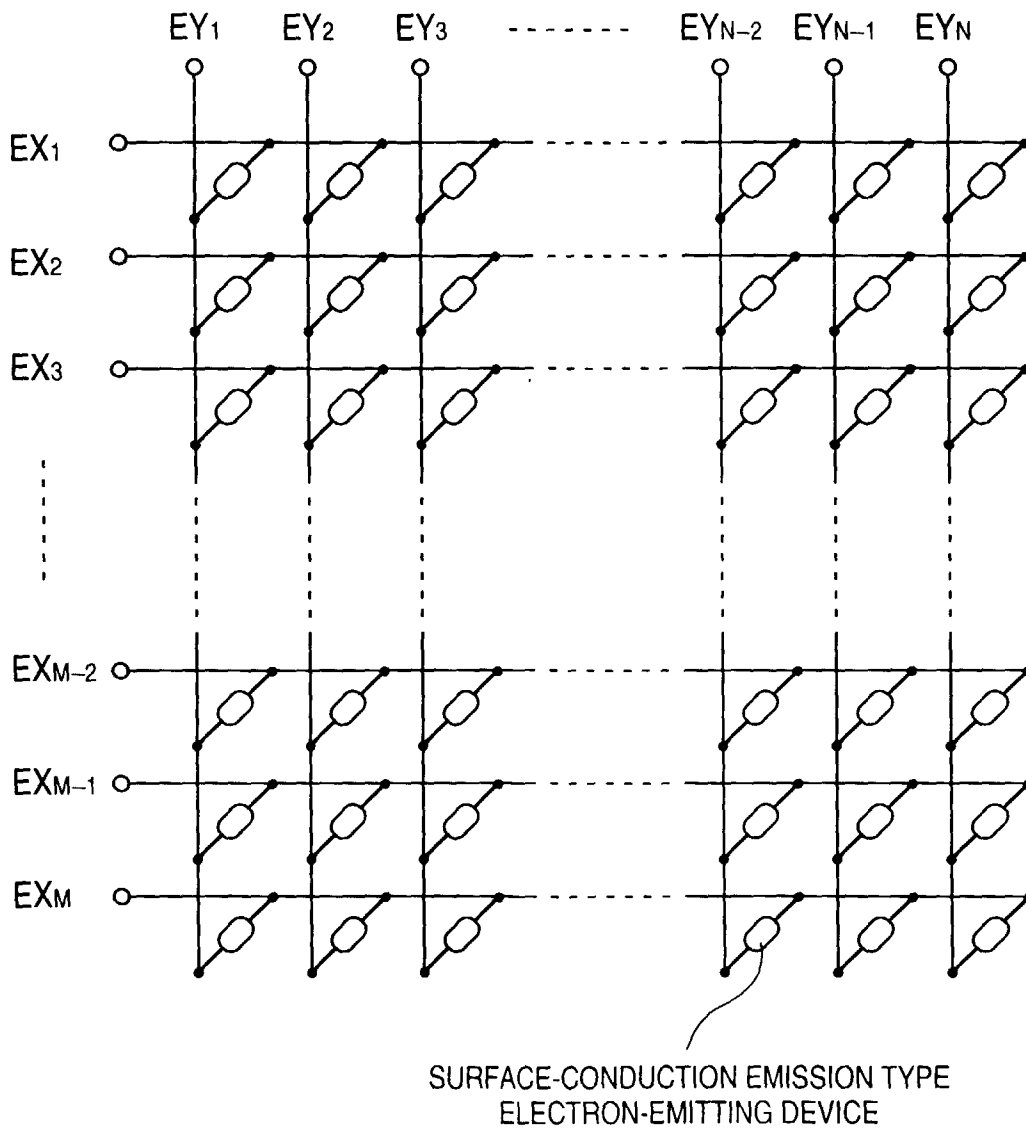 EY1 EY2 EY3 EYN-2 EYN-1 EYN
EX1
EX2
EX3
EXM-2
EXM-1
EXM
SURFACE-CONDUCTION EMISSION TYPE
ELECTRON-EMITTING DEVICE